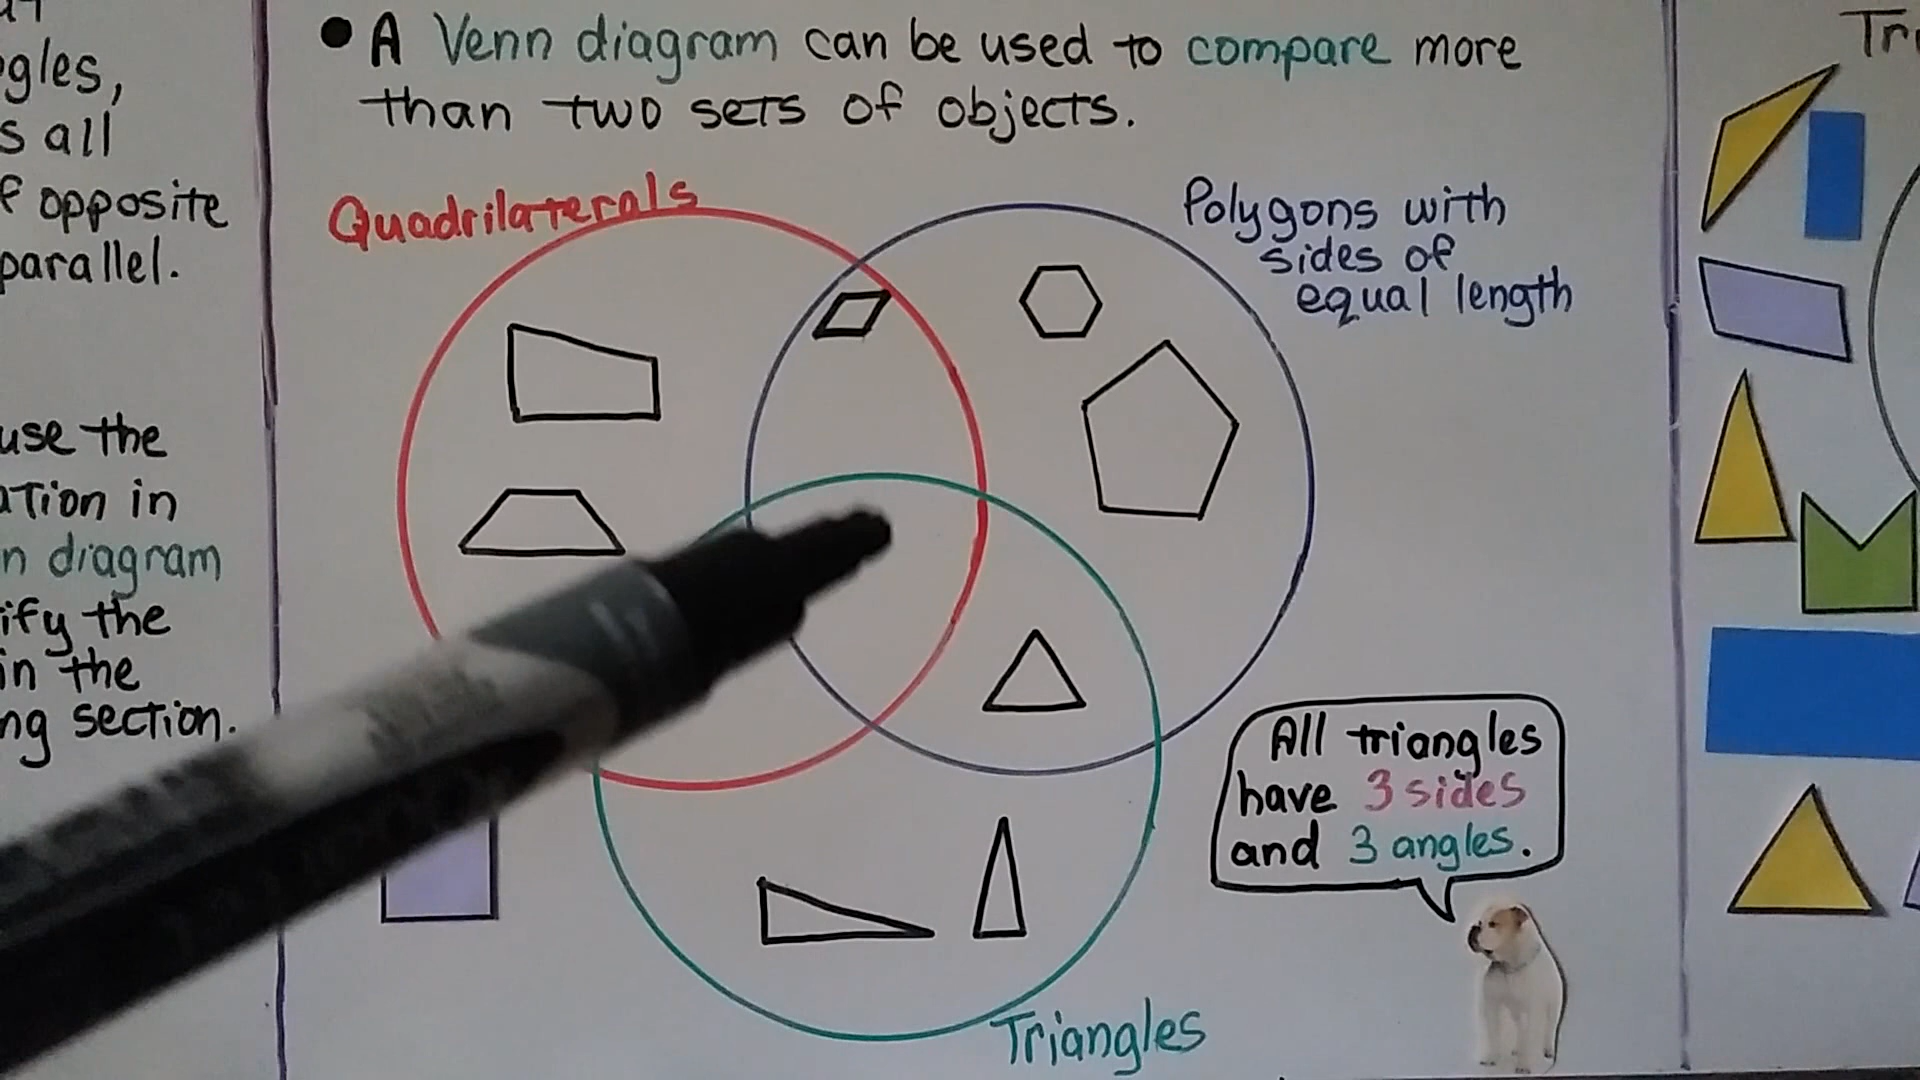 gles,
s all
f opposite
parallel.
use the
ation in
n diagram
ify the
in the
ng section.
A Venn diagram can be used to compare more
than two sets of objects.
Quadrilaterals
Polygons with
sides of
equal length
All triangles
have 3 sides
and 3 angles.
Triangles
Tri